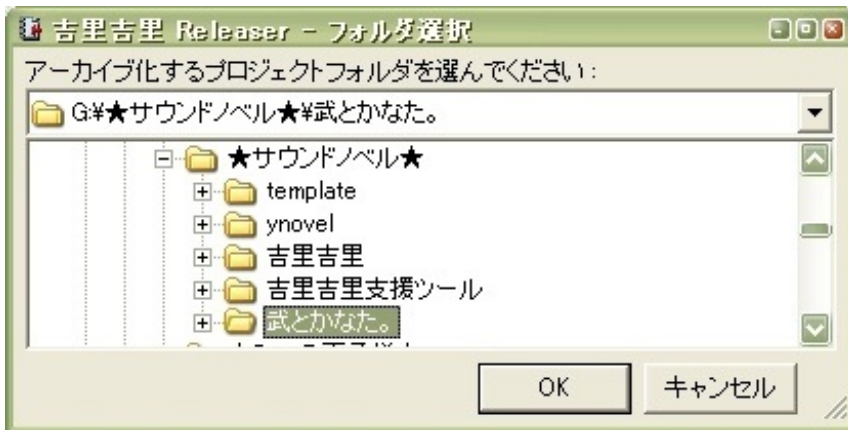 吉里吉里 Releaser - フォルダ選択
アーカイブ化するプロジェクトフォルダを選んでください:
G:¥★サウンドノベル★¥武とかなた。
★サウンドノベル★
template
ynovel
吉里吉里
吉里吉里支援ツール
武とかなた。
OK キャンセル